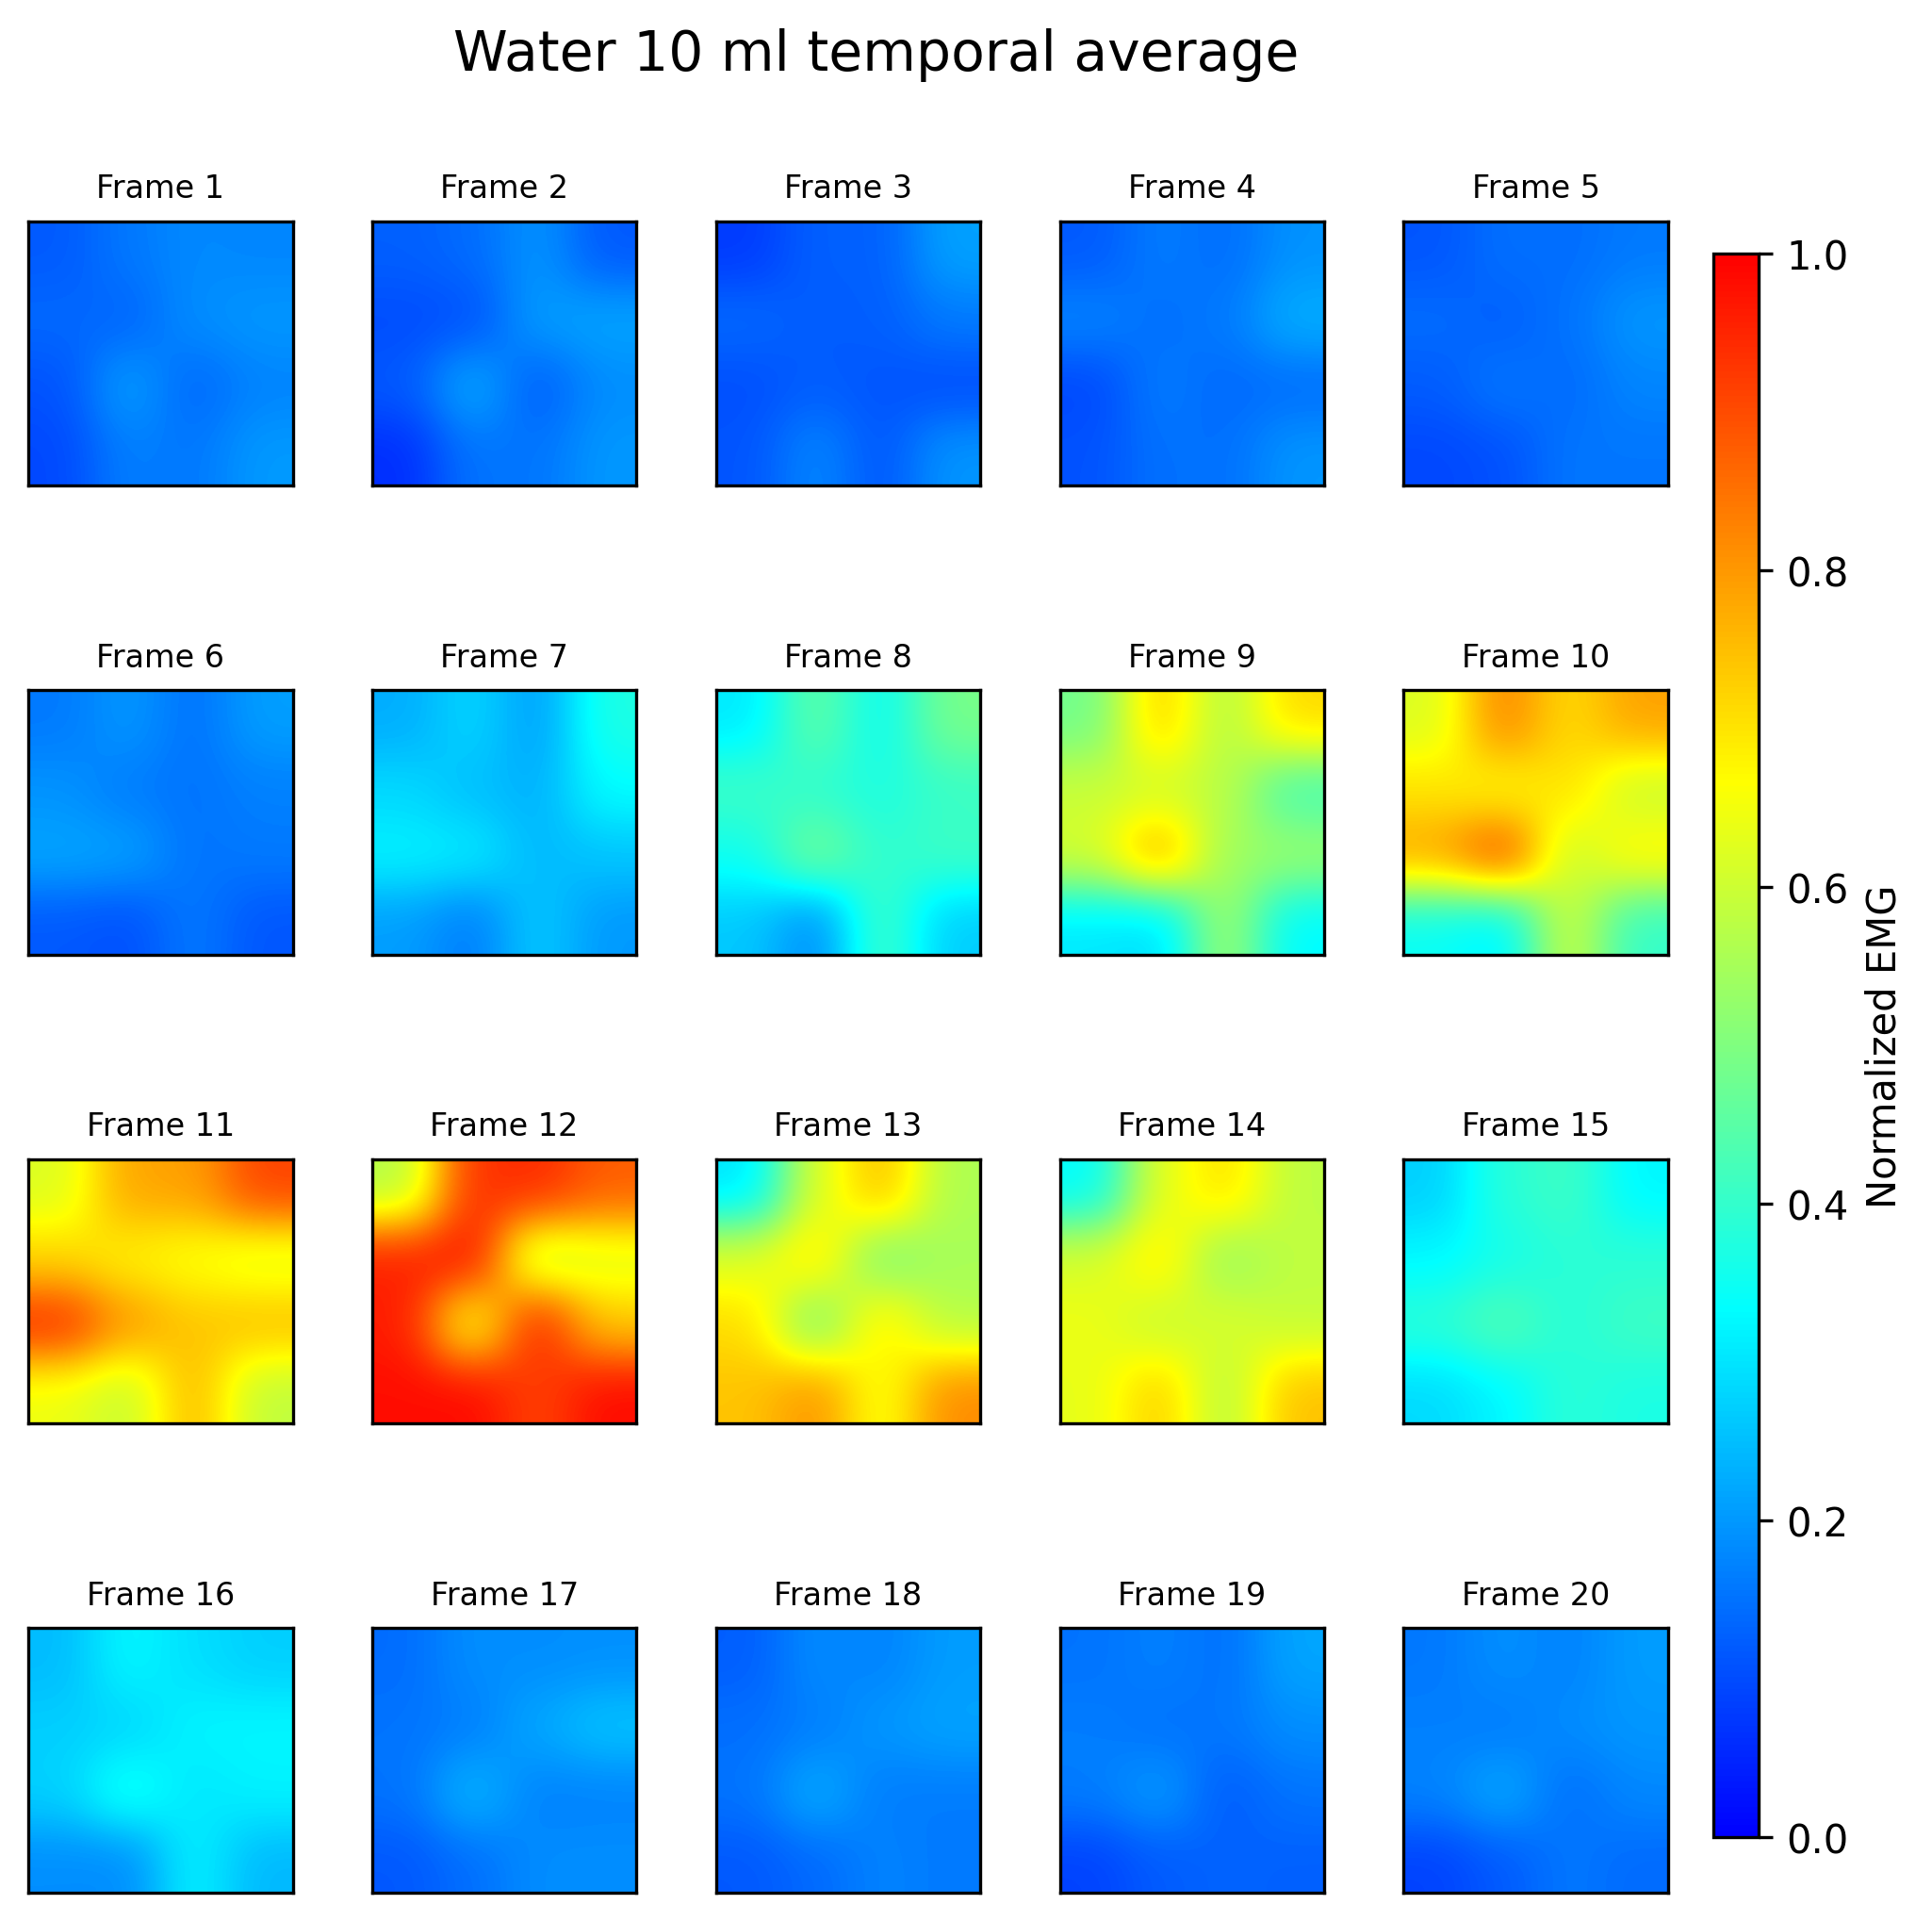 Water 10 ml temporal average
Frame 1
Frame 2
Frame 3
Frame 4
Frame 5
Frame 6
Frame 7
Frame 8
Frame 9
Frame 10
Frame 11
Frame 12
Frame 13
Frame 14
Frame 15
Frame 16
Frame 17
Frame 18
Frame 19
Frame 20
1.0
0.8
0.6
0.4
0.2
0.0
Normalized EMG